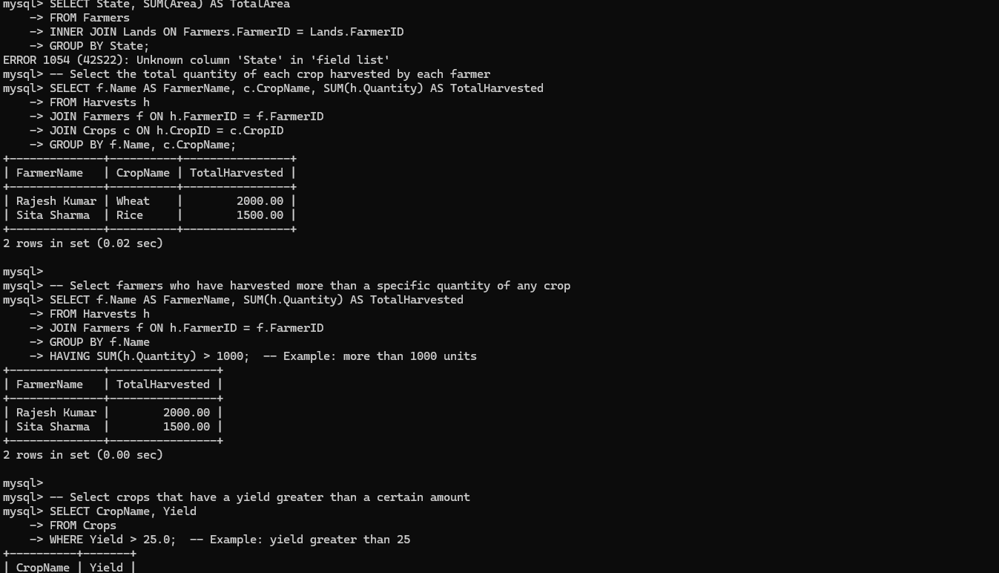 mysql> SELECT State, SUM(Area) AS TotalArea
    -> FROM Farmers
    -> INNER JOIN Lands ON Farmers.FarmerID = Lands.FarmerID
    -> GROUP BY State;
ERROR 1054 (42S22): Unknown column 'State' in 'field list'
mysql> -- Select the total quantity of each crop harvested by each farmer
mysql> SELECT f.Name AS FarmerName, c.CropName, SUM(h.Quantity) AS TotalHarvested
    -> FROM Harvests h
    -> JOIN Farmers f ON h.FarmerID = f.FarmerID
    -> JOIN Crops c ON h.CropID = c.CropID
    -> GROUP BY f.Name, c.CropName;
+--------------+----------+----------------+
| FarmerName   | CropName | TotalHarvested |
+--------------+----------+----------------+
| Rajesh Kumar | Wheat    |        2000.00 |
| Sita Sharma  | Rice     |        1500.00 |
+--------------+----------+----------------+
2 rows in set (0.02 sec)

mysql>
mysql> -- Select farmers who have harvested more than a specific quantity of any crop
mysql> SELECT f.Name AS FarmerName, SUM(h.Quantity) AS TotalHarvested
    -> FROM Harvests h
    -> JOIN Farmers f ON h.FarmerID = f.FarmerID
    -> GROUP BY f.Name
    -> HAVING SUM(h.Quantity) > 1000;  -- Example: more than 1000 units
+--------------+----------------+
| FarmerName   | TotalHarvested |
+--------------+----------------+
| Rajesh Kumar |        2000.00 |
| Sita Sharma  |        1500.00 |
+--------------+----------------+
2 rows in set (0.00 sec)

mysql>
mysql> -- Select crops that have a yield greater than a certain amount
mysql> SELECT CropName, Yield
    -> FROM Crops
    -> WHERE Yield > 25.0;  -- Example: yield greater than 25
+----------+-------+
| CropName | Yield |